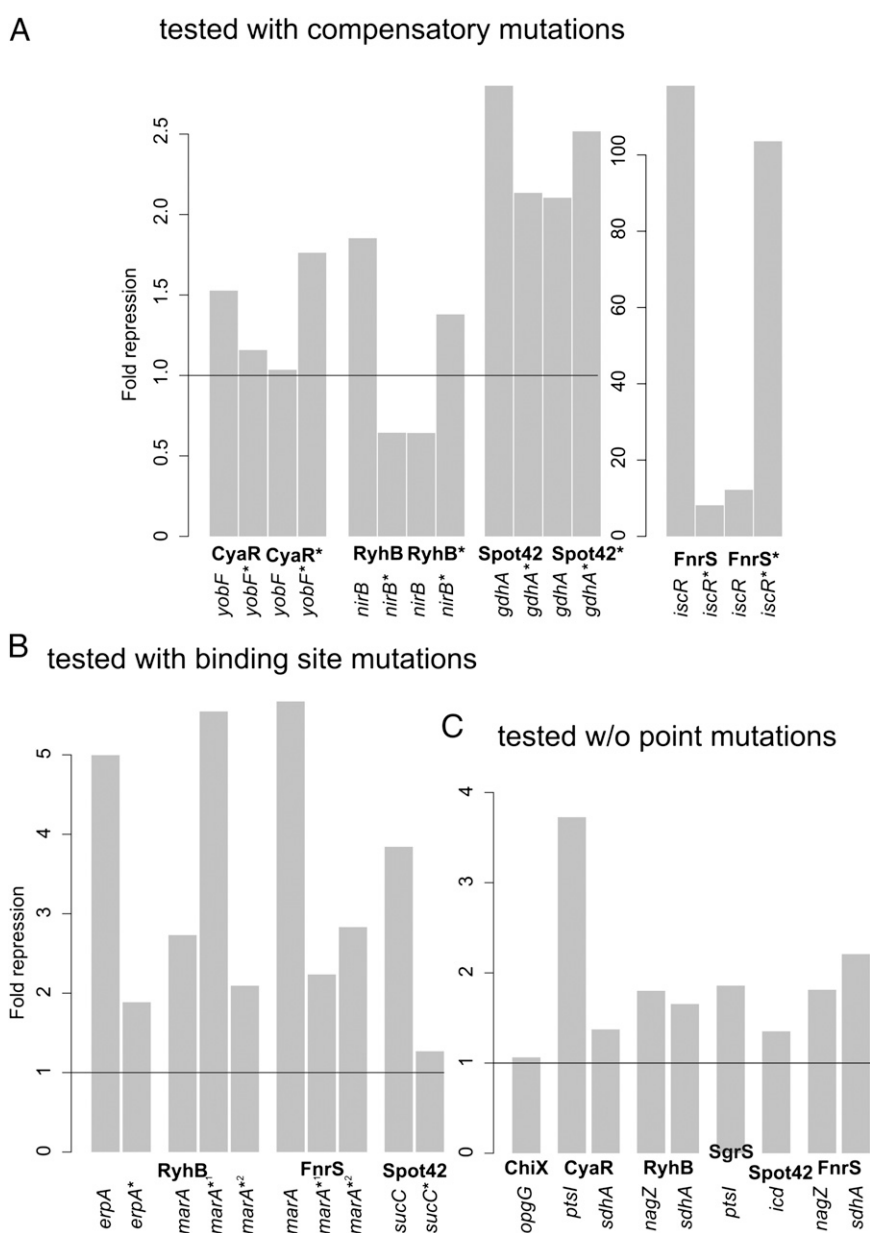 A tested with compensatory mutations
Fold repression
0 0.5 1.0 1.5 2.0 2.5
0 20 40 60 80 100
CyaR CyaR* RyhB RyhB* Spot42 Spot42* FnrS FnrS*
yobF yobF* yobF yobF* nirB nirB* nirB nirB* gdhA gdhA* gdhA gdhA* iscR iscR* iscR iscR*
B tested with binding site mutations
Fold repression
0 1 2 3 4 5
RyhB FnrS Spot42
erpA erpA* marA marA*1 marA*2 marA marA*1 marA*2 sucC sucC*
C tested w/o point mutations
0 1 2 3 4
ChiX CyaR RyhB SgrS Spot42 FnrS
opgG ptsI sdhA nagZ sdhA ptsI icd nagZ sdhA